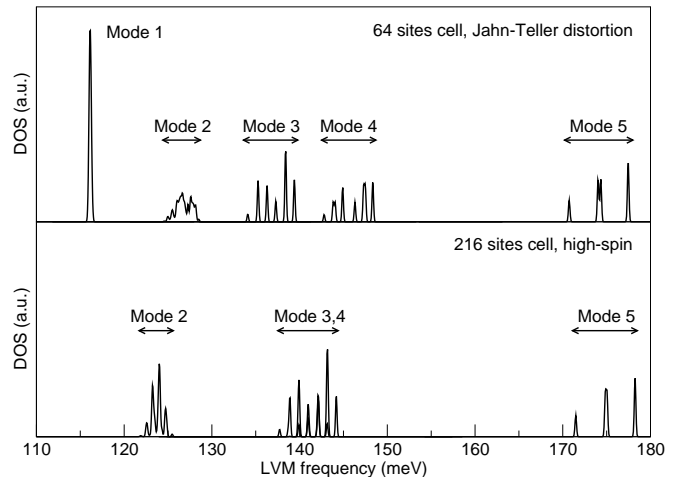 Mode 1
64 sites cell, Jahn-Teller distortion
Mode 2
Mode 3
Mode 4
Mode 5
DOS (a.u.)
216 sites cell, high-spin
Mode 2
Mode 3,4
Mode 5
DOS (a.u.)
110 120 130 140 150 160 170 180
LVM frequency (meV)